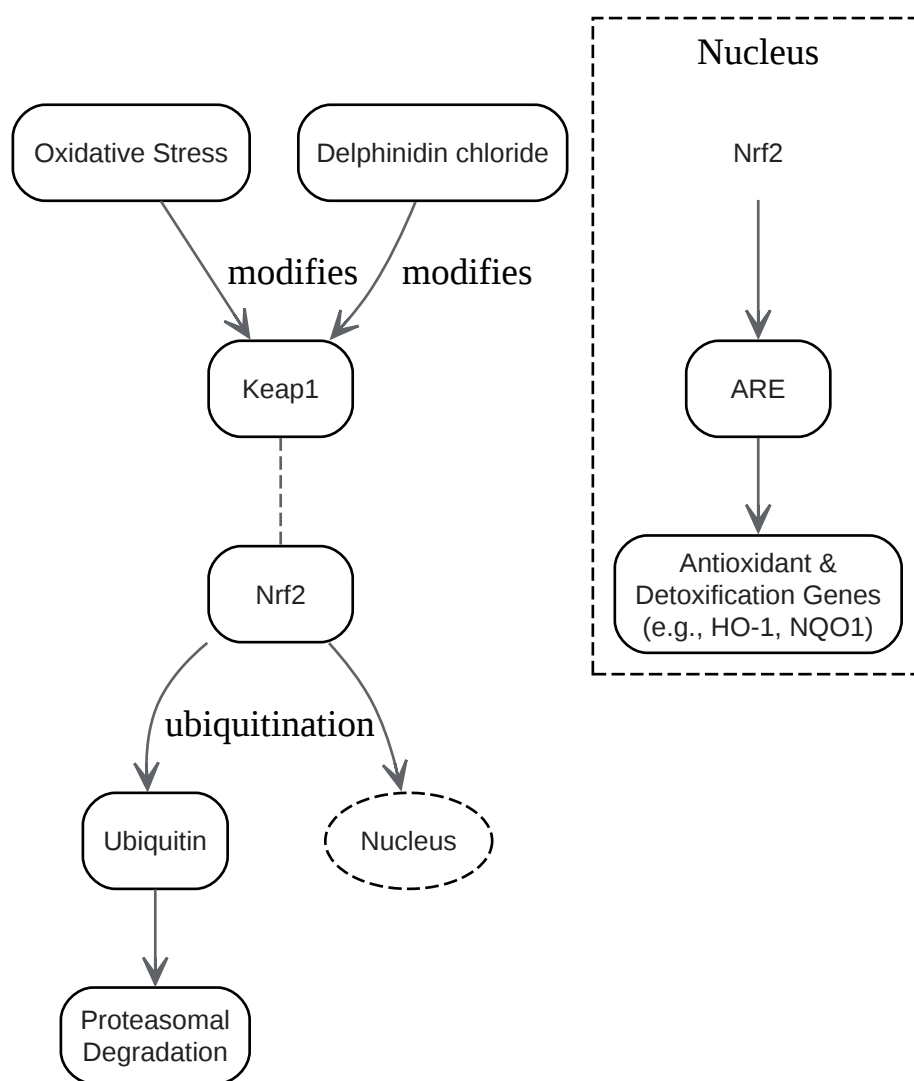 Nucleus
Oxidative Stress
Delphinidin chloride
Nrf2
modifies
modifies
Keap1
ARE
Nrf2
Antioxidant &
Detoxification Genes
(e.g., HO-1, NQO1)
ubiquitination
Ubiquitin
Nucleus
Proteasomal
Degradation